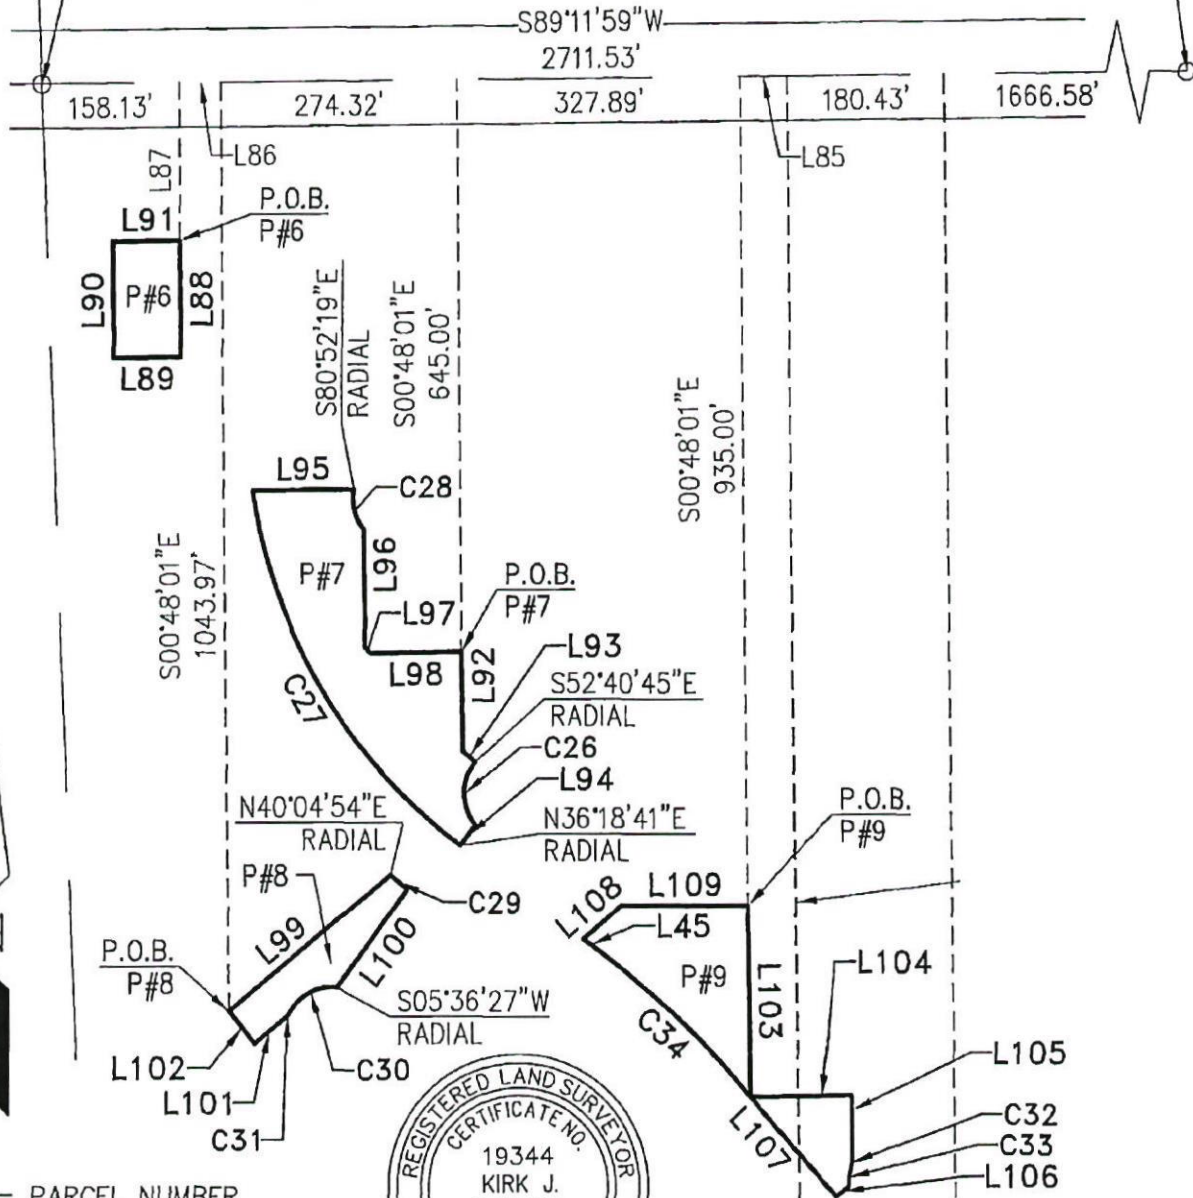 S89°11'59"W
2711.53'
158.13'
274.32'
327.89'
180.43'
1666.58'
L87
L86
L85
P.O.B.
P#6
L91
L90
P#6
L88
L89
S80°52'19"E
RADIAL
S00°48'01"E
645.00'
S00°48'01"E
935.00'
L95
C28
S00°48'01"E
1043.97'
P#7
L96
P.O.B.
P#7
L97
L98
L92
L93
S52°40'45"E
RADIAL
C27
C26
L94
N40°04'54"E
RADIAL
N36°18'41"E
RADIAL
P.O.B.
P#9
P#8
C29
L108
L109
L45
L99
L100
P.O.B.
P#8
P#9
L103
L104
S05°36'27"W
RADIAL
C34
L102
C30
L105
L101
C31
REGISTERED LAND SURVEYOR
CERTIFICATE NO.
19344
KIRK J.
L107
C32
C33
L106
PARCEL NUMBER